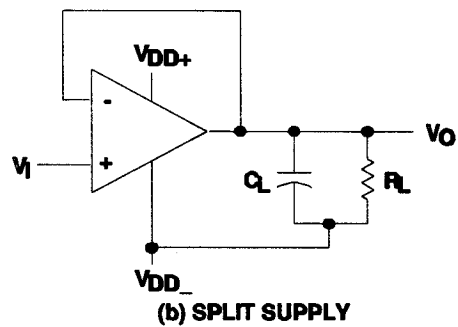 VDD+
-
VI
+
VO
CL
RL
VDD_
(b) SPLIT SUPPLY